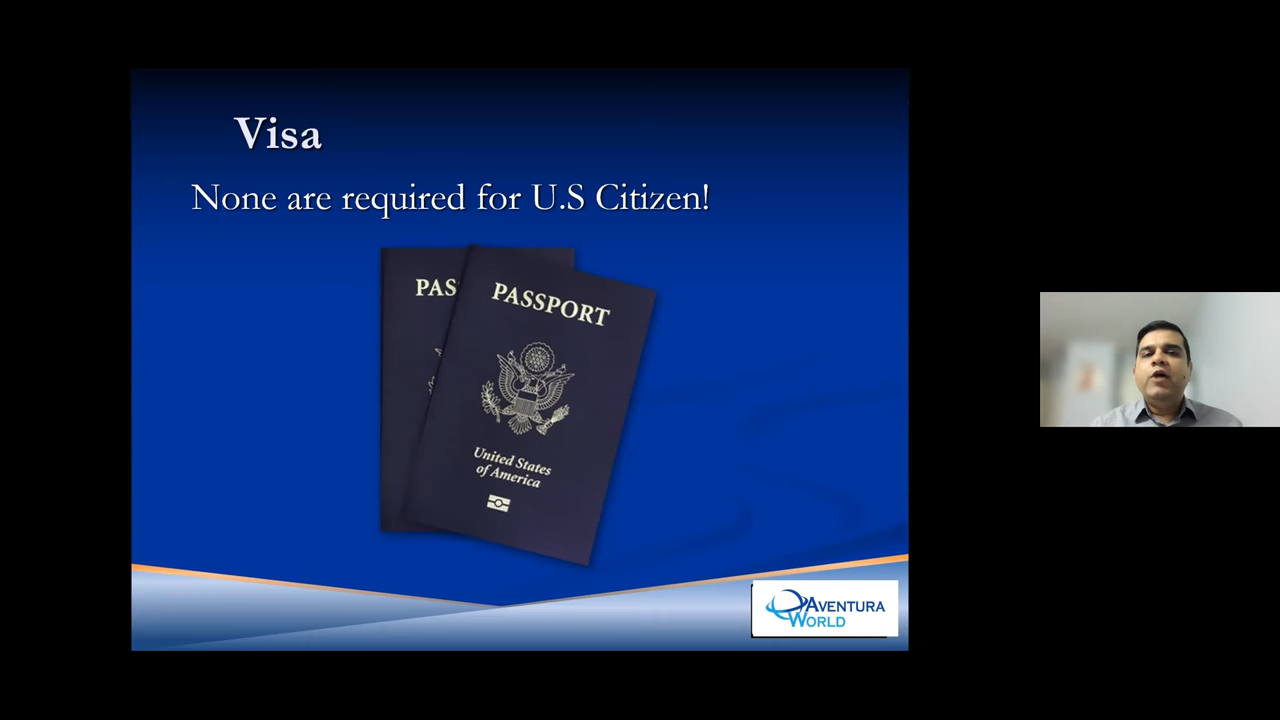 Visa
None are required for U.S Citizen!
PAS
PASSPORT
United States
of America
AVENTURA
WORLD